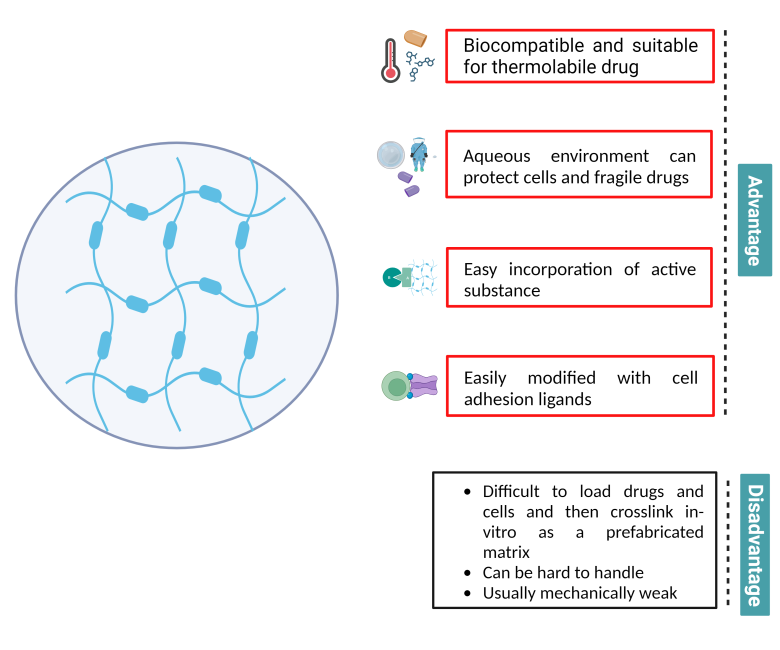 Biocompatible and suitable
for thermolabile drug
Aqueous environment can
protect cells and fragile drugs
Easy incorporation of active
substance
Easily modified with cell
adhesion ligands
Advantage
• Difficult to load drugs and
cells and then crosslink in-
vitro as a prefabricated
matrix
• Can be hard to handle
• Usually mechanically weak
Disadvantage